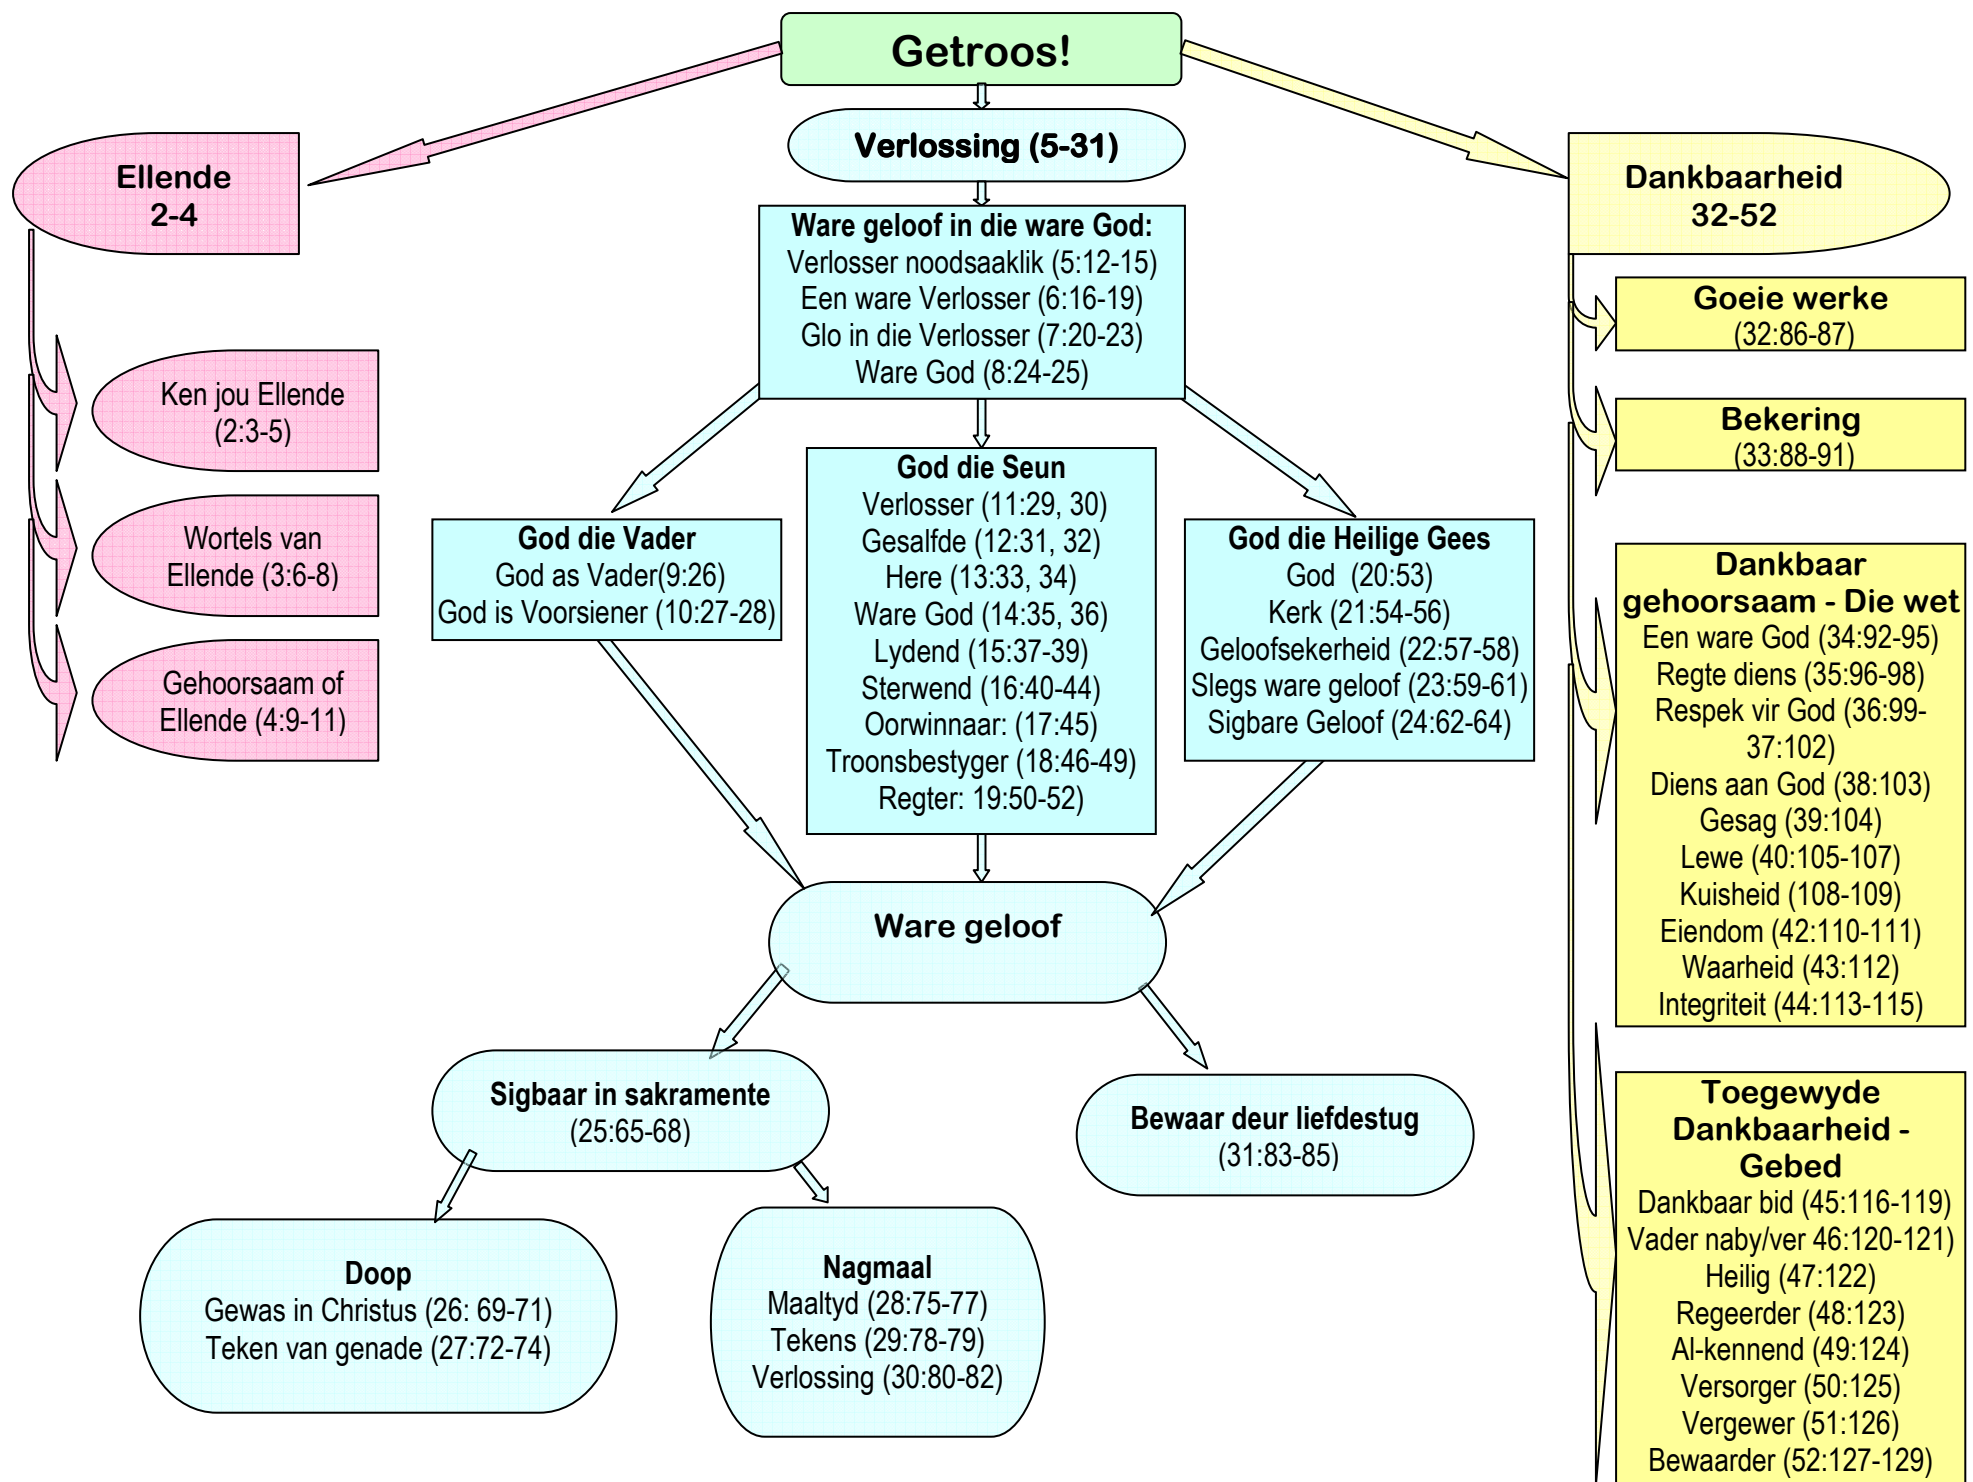 Getroos!
Ellende
2-4
Ken jou Ellende
(2:3-5)
Wortels van
Ellende (3:6-8)
Gehoorsaam of
Ellende (4:9-11)
Verlossing (5-31)
Ware geloof in die ware God:
Verlosser noodsaaklik (5:12-15)
Een ware Verlosser (6:16-19)
Glo in die Verlosser (7:20-23)
Ware God (8:24-25)
God die Vader
God as Vader(9:26)
God is Voorsiener (10:27-28)
God die Seun
Verlosser (11:29, 30)
Gesalfde (12:31, 32)
Here (13:33, 34)
Ware God (14:35, 36)
Lydend (15:37-39)
Sterwend (16:40-44)
Oorwinnaar: (17:45)
Troonsbestyger (18:46-49)
Regter: 19:50-52)
God die Heilige Gees
God (20:53)
Kerk (21:54-56)
Geloofsekerheid (22:57-58)
Slegs ware geloof (23:59-61)
Sigbare Geloof (24:62-64)
Ware geloof
Sigbaar in sakramente
(25:65-68)
Bewaar deur liefdestug
(31:83-85)
Doop
Gewas in Christus (26: 69-71)
Teken van genade (27:72-74)
Nagmaal
Maaltyd (28:75-77)
Tekens (29:78-79)
Verlossing (30:80-82)
Dankbaarheid
32-52
Goeie werke
(32:86-87)
Bekering
(33:88-91)
Dankbaar
gehoorsaam - Die wet
Een ware God (34:92-95)
Regte diens (35:96-98)
Respek vir God (36:99-
37:102)
Diens aan God (38:103)
Gesag (39:104)
Lewe (40:105-107)
Kuisheid (108-109)
Eiendom (42:110-111)
Waarheid (43:112)
Integriteit (44:113-115)
Toegewyde
Dankbaarheid -
Gebed
Dankbaar bid (45:116-119)
Vader naby/ver 46:120-121)
Heilig (47:122)
Regeerder (48:123)
Al-kennend (49:124)
Versorger (50:125)
Vergewer (51:126)
Bewaarder (52:127-129)